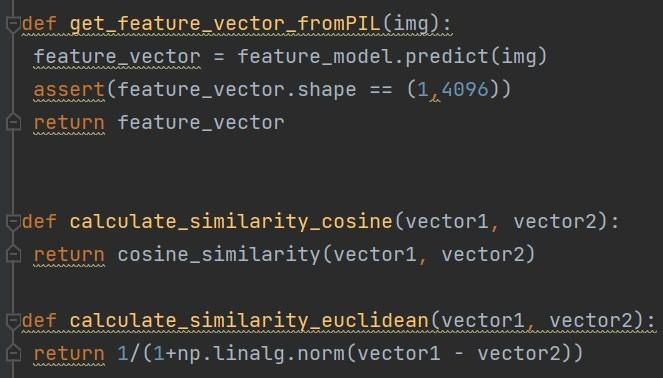 def get_feature_vector_fromPIL(img):
 feature_vector = feature_model.predict(img)
 assert(feature_vector.shape == (1,4096))
 return feature_vector
def calculate_similarity_cosine(vector1, vector2):
 return cosine_similarity(vector1, vector2)
def calculate_similarity_euclidean(vector1, vector2):
 return 1/(1+np.linalg.norm(vector1 - vector2))